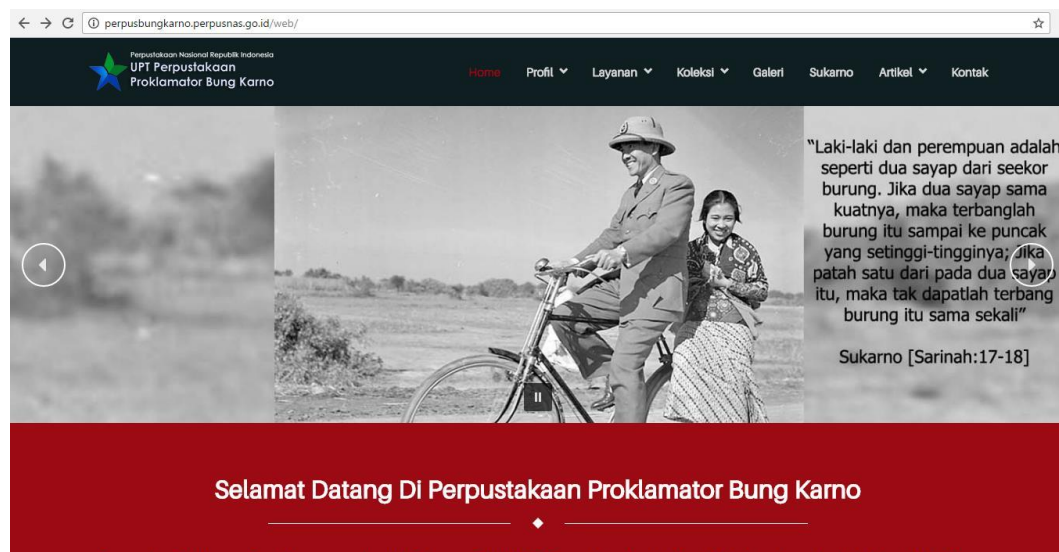 perpusbungkarno.perpusnas.go.id/web/
Perpustakaan Nasional Republik Indonesia
UPT Perpustakaan
Proklamator Bung Karno
Home Profil Layanan Koleksi Galeri Sukarno Artikel Kontak
“Laki-laki dan perempuan adalah
seperti dua sayap dari seekor
burung. Jika dua sayap sama
kuatnya, maka terbanglah
burung itu sampai ke puncak
yang setinggi-tingginya; Jika
patah satu dari pada dua sayap
itu, maka tak dapatlah terbang
burung itu sama sekali”
Sukarno [Sarinah:17-18]
Selamat Datang Di Perpustakaan Proklamator Bung Karno